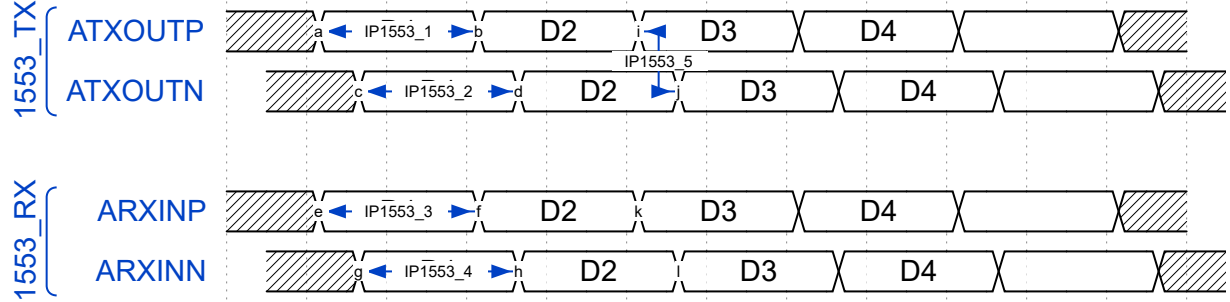 1553_TX
ATXOUTP a IP1553_1 b D2 i D3 D4
IP1553_5
ATXOUTN c IP1553_2 d D2 j D3 D4
1553_RX
ARXINP e IP1553_3 f D2 k D3 D4
ARXINN g IP1553_4 h D2 l D3 D4